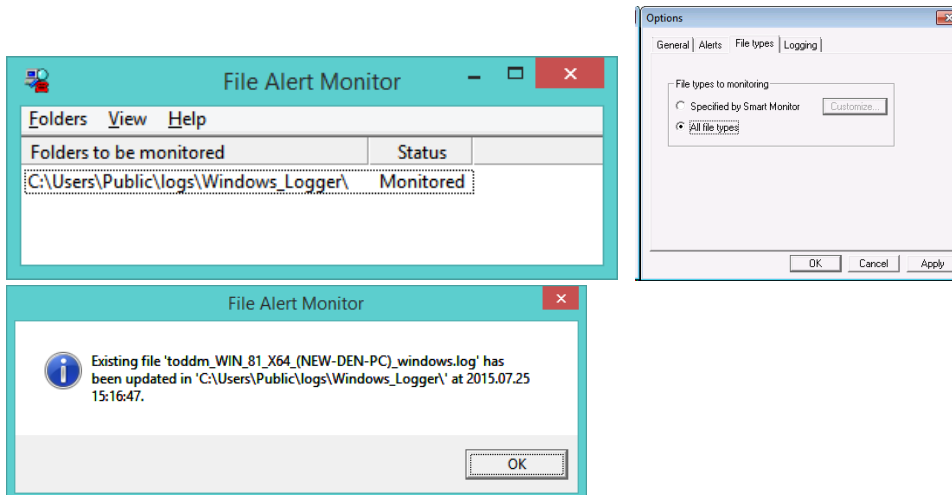 File Alert Monitor
Folders View Help
Folders to be monitored Status
C:\Users\Public\logs\Windows_Logger\ Monitored
Options
General Alerts File types Logging
File types to monitoring
Specified by Smart Monitor Customize...
All file types
OK Cancel Apply
File Alert Monitor
Existing file 'toddm_WIN_81_X64_(NEW-DEN-PC)_windows.log' has
been updated in 'C:\Users\Public\logs\Windows_Logger\' at 2015.07.25
15:16:47.
OK